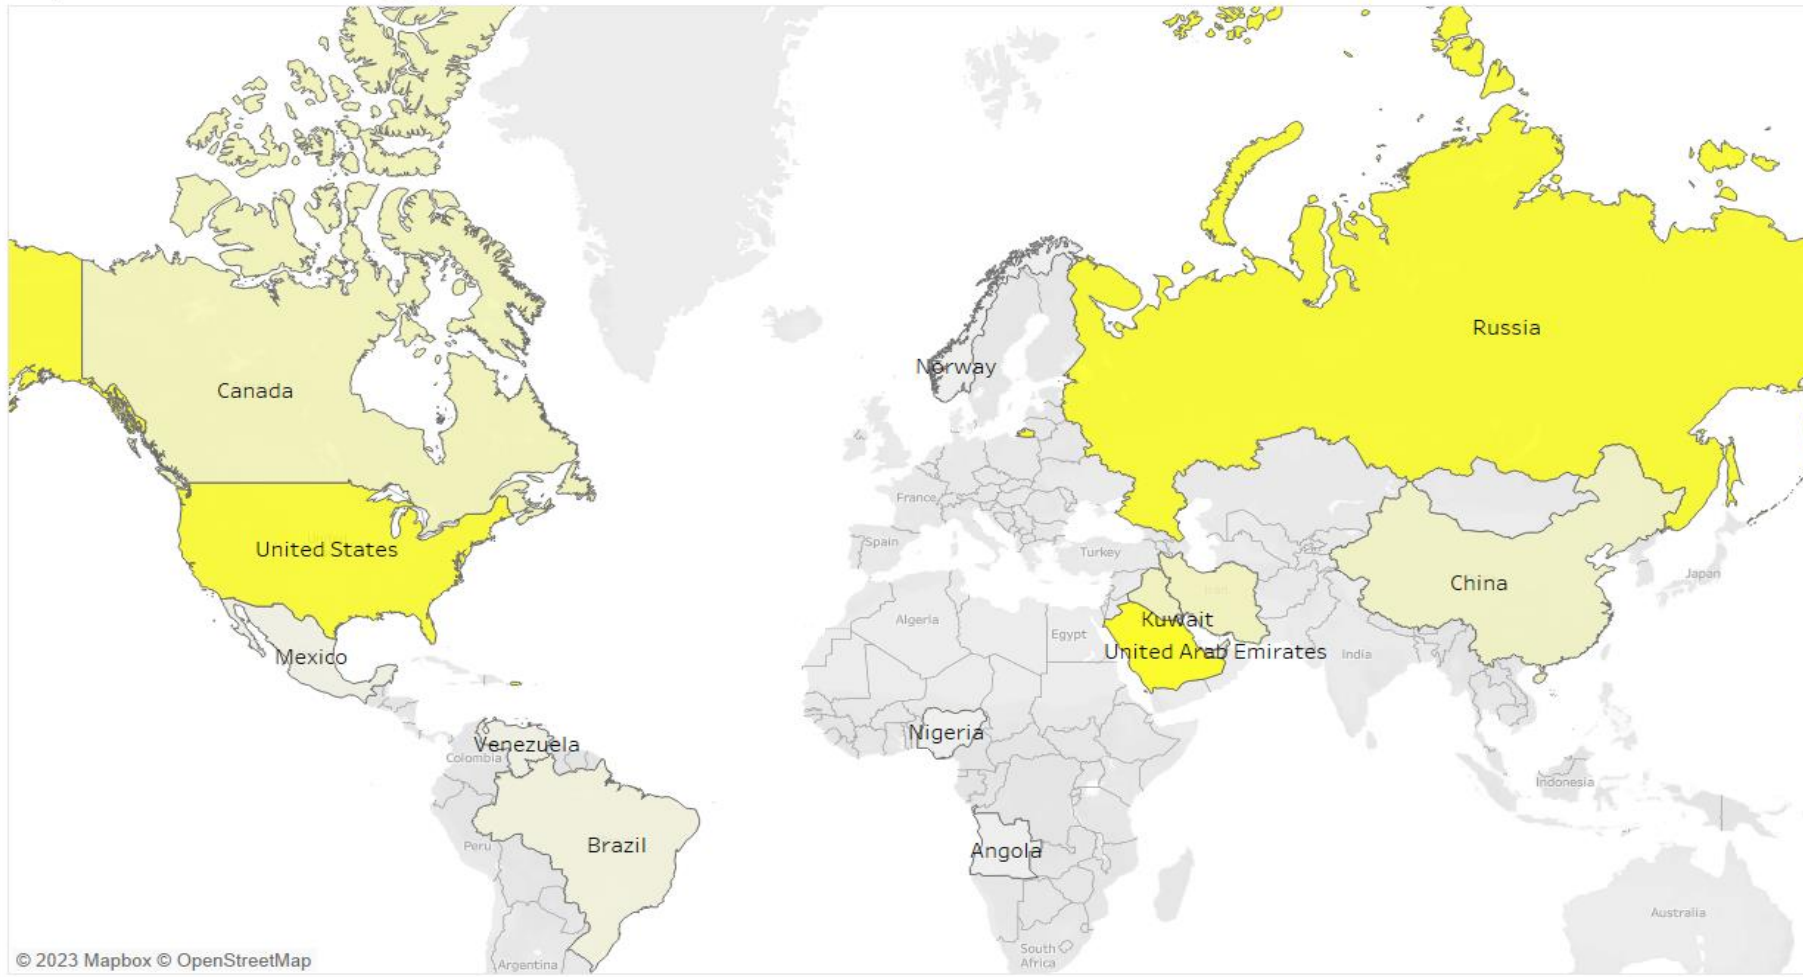 Russia
Norway
Canada
France
United States
Spain
Turkey
Japan
China
Iran
Kuwait
Algeria
Egypt
United Arab Emirates
India
Mexico
Nigeria
Venezuela
Colombia
Indonesia
Brazil
Peru
Angola
Australia
South
Africa
Argentina
© 2023 Mapbox © OpenStreetMap